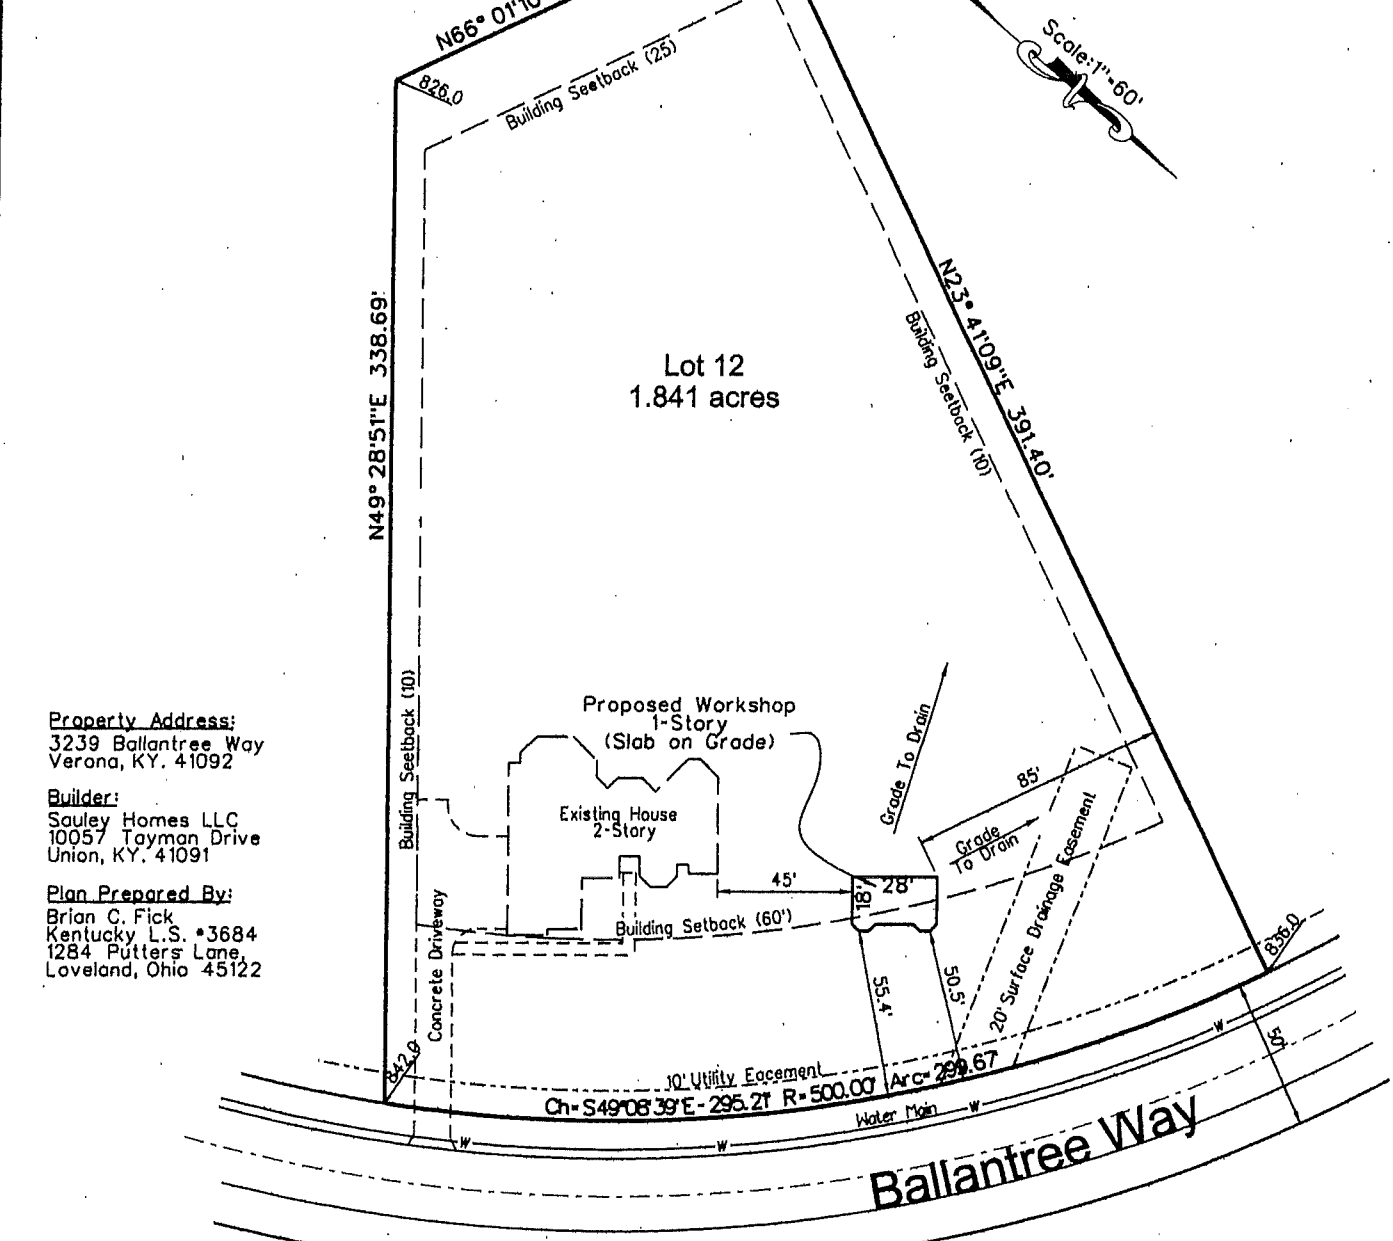 N66° 01'10
826.0
Building Seetback (25)
Scale:1"=60'
N49° 28'51"E 338.69'
N23° 41'09"E 391.40'
Building Seetback (10)
Lot 12
1.841 acres
Building Seetback (10)
Proposed Workshop
1-Story
(Slab on Grade)
Grade To Drain
85'
Grade
To Drain
20' Surface Drainage Easement
Existing House
2-Story
45'
18'
28'
Building Setback (60')
Concrete Driveway
55.4'
50.5'
836.0
842.0
50'
10' Utility Eacement
Ch= S49°08'39"E - 295.21' R= 500.00' Arc= 299.67'
Water Main
W
W
W
W
Ballantree Way
Property Address:
3239 Ballantree Way
Verona, KY. 41092
Builder:
Sauley Homes LLC
10057 Tayman Drive
Union, KY. 41091
Plan Prepared By:
Brian C. Fick
Kentucky L.S. #3684
1284 Putters Lane,
Loveland, Ohio 45122